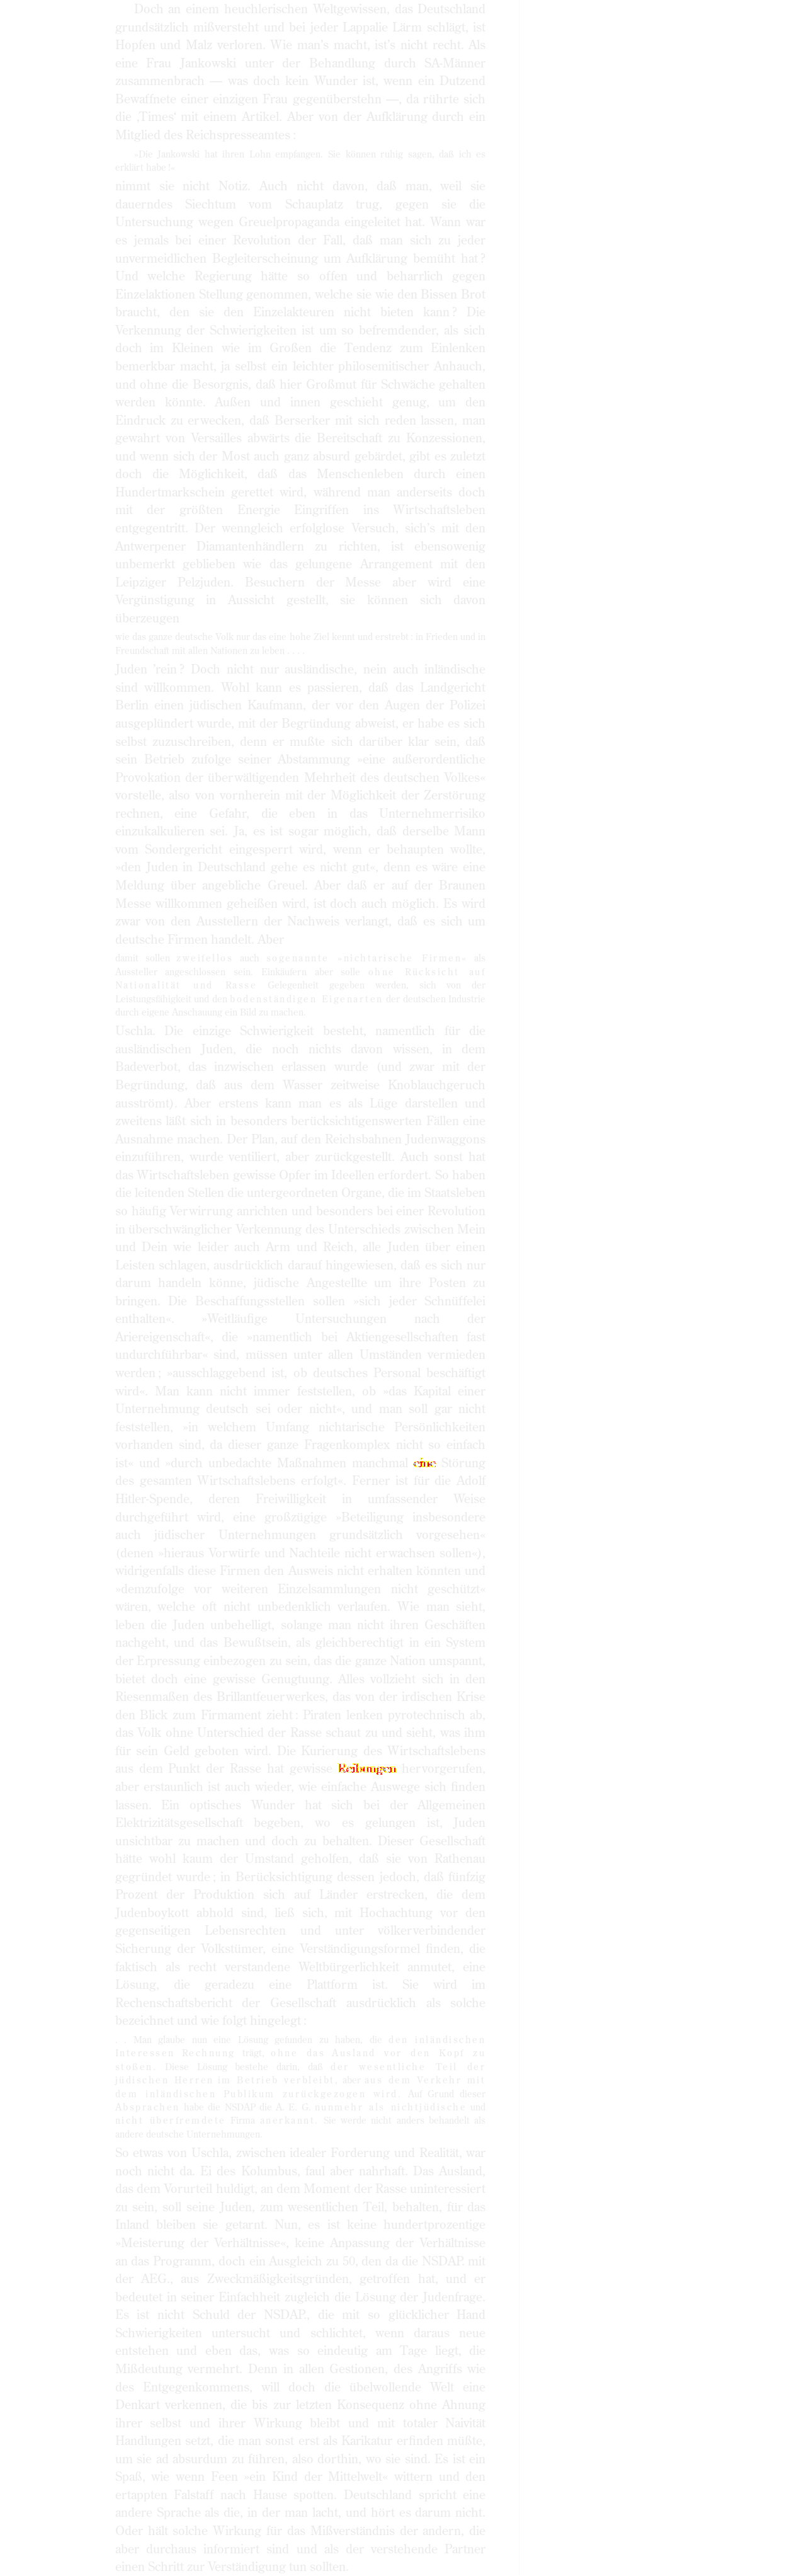 Doch an einem heuchlerischen Weltgewissen, das Deutschland
grundsätzlich mißversteht und bei jeder Lappalie Lärm schlägt, ist
Hopfen und Malz verloren. Wie man's macht, ist's nicht recht. Als
eine Frau Jankowski unter der Behandlung durch SA-Männer
zusammenbrach — was doch kein Wunder ist, wenn ein Dutzend
Bewaffnete einer einzigen Frau gegenüberstehn —, da rührte sich
die ‚Times‘ mit einem Artikel. Aber von der Aufklärung durch ein
Mitglied des Reichspresseamtes :
»Die Jankowski hat ihren Lohn empfangen. Sie können ruhig sagen, daß ich es
erklärt habe !«
nimmt sie nicht Notiz. Auch nicht davon, daß man, weil sie
dauerndes Siechtum vom Schauplatz trug, gegen sie die
Untersuchung wegen Greuelpropaganda eingeleitet hat. Wann war
es jemals bei einer Revolution der Fall, daß man sich zu jeder
unvermeidlichen Begleiterscheinung um Aufklärung bemüht hat ?
Und welche Regierung hätte so offen und beharrlich gegen
Einzelaktionen Stellung genommen, welche sie wie den Bissen Brot
braucht, den sie den Einzelakteuren nicht bieten kann ? Die
Verkennung der Schwierigkeiten ist um so befremdender, als sich
doch im Kleinen wie im Großen die Tendenz zum Einlenken
bemerkbar macht, ja selbst ein leichter philosemitischer Anhauch,
und ohne die Besorgnis, daß hier Großmut für Schwäche gehalten
werden könnte. Außen und innen geschieht genug, um den
Eindruck zu erwecken, daß Berserker mit sich reden lassen, man
gewahrt von Versailles abwärts die Bereitschaft zu Konzessionen,
und wenn sich der Most auch ganz absurd gebärdet, gibt es zuletzt
doch die Möglichkeit, daß das Menschenleben durch einen
Hundertmarkschein gerettet wird, während man anderseits doch
mit der größten Energie Eingriffen ins Wirtschaftsleben
entgegentritt. Der wenngleich erfolglose Versuch, sich's mit den
Antwerpener Diamantenhändlern zu richten, ist ebensowenig
unbemerkt geblieben wie das gelungene Arrangement mit den
Leipziger Pelzjuden. Besuchern der Messe aber wird eine
Vergünstigung in Aussicht gestellt, sie können sich davon
überzeugen
wie das ganze deutsche Volk nur das eine hohe Ziel kennt und erstrebt : in Frieden und in
Freundschaft mit allen Nationen zu leben . . . .
Juden 'rein ? Doch nicht nur ausländische, nein auch inländische
sind willkommen. Wohl kann es passieren, daß das Landgericht
Berlin einen jüdischen Kaufmann, der vor den Augen der Polizei
ausgeplündert wurde, mit der Begründung abweist, er habe es sich
selbst zuzuschreiben, denn er mußte sich darüber klar sein, daß
sein Betrieb zufolge seiner Abstammung »eine außerordentliche
Provokation der überwältigenden Mehrheit des deutschen Volkes«
vorstelle, also von vornherein mit der Möglichkeit der Zerstörung
rechnen, eine Gefahr, die eben in das Unternehmerrisiko
einzukalkulieren sei. Ja, es ist sogar möglich, daß derselbe Mann
vom Sondergericht eingesperrt wird, wenn er behaupten wollte,
»den Juden in Deutschland gehe es nicht gut«, denn es wäre eine
Meldung über angebliche Greuel. Aber daß er auf der Braunen
Messe willkommen geheißen wird, ist doch auch möglich. Es wird
zwar von den Ausstellern der Nachweis verlangt, daß es sich um
deutsche Firmen handelt. Aber
damit sollen zweifellos auch sogenannte »nichtarische Firmen« als
Aussteller angeschlossen sein. Einkäufern aber solle ohne Rücksicht auf
Nationalität und Rasse Gelegenheit gegeben werden, sich von der
Leistungsfähigkeit und den bodenständigen Eigenarten der deutschen Industrie
durch eigene Anschauung ein Bild zu machen.
Uschla. Die einzige Schwierigkeit besteht, namentlich für die
ausländischen Juden, die noch nichts davon wissen, in dem
Badeverbot, das inzwischen erlassen wurde (und zwar mit der
Begründung, daß aus dem Wasser zeitweise Knoblauchgeruch
ausströmt). Aber erstens kann man es als Lüge darstellen und
zweitens läßt sich in besonders berücksichtigenswerten Fällen eine
Ausnahme machen. Der Plan, auf den Reichsbahnen Judenwaggons
einzuführen, wurde ventiliert, aber zurückgestellt. Auch sonst hat
das Wirtschaftsleben gewisse Opfer im Ideellen erfordert. So haben
die leitenden Stellen die untergeordneten Organe, die im Staatsleben
so häufig Verwirrung anrichten und besonders bei einer Revolution
in überschwänglicher Verkennung des Unterschieds zwischen Mein
und Dein wie leider auch Arm und Reich, alle Juden über einen
Leisten schlagen, ausdrücklich darauf hingewiesen, daß es sich nur
darum handeln könne, jüdische Angestellte um ihre Posten zu
bringen. Die Beschaffungsstellen sollen »sich jeder Schnüffelei
enthalten«. »Weitläufige Untersuchungen nach der
Ariereigenschaft«, die »namentlich bei Aktiengesellschaften fast
undurchführbar« sind, müssen unter allen Umständen vermieden
werden ; »ausschlaggebend ist, ob deutsches Personal beschäftigt
wird«. Man kann nicht immer feststellen, ob »das Kapital einer
Unternehmung deutsch sei oder nicht«, und man soll gar nicht
feststellen, »in welchem Umfang nichtarische Persönlichkeiten
vorhanden sind, da dieser ganze Fragenkomplex nicht so einfach
ist« und »durch unbedachte Maßnahmen manchmal eine Störung
des gesamten Wirtschaftslebens erfolgt«. Ferner ist für die Adolf
Hitler-Spende, deren Freiwilligkeit in umfassender Weise
durchgeführt wird, eine großzügige »Beteiligung insbesondere
auch jüdischer Unternehmungen grundsätzlich vorgesehen«
(denen »hieraus Vorwürfe und Nachteile nicht erwachsen sollen«),
widrigenfalls diese Firmen den Ausweis nicht erhalten könnten und
»demzufolge vor weiteren Einzelsammlungen nicht geschützt«
wären, welche oft nicht unbedenklich verlaufen. Wie man sieht,
leben die Juden unbehelligt, solange man nicht ihren Geschäften
nachgeht, und das Bewußtsein, als gleichberechtigt in ein System
der Erpressung einbezogen zu sein, das die ganze Nation umspannt,
bietet doch eine gewisse Genugtuung. Alles vollzieht sich in den
Riesenmaßen des Brillantfeuerwerkes, das von der irdischen Krise
den Blick zum Firmament zieht : Piraten lenken pyrotechnisch ab,
das Volk ohne Unterschied der Rasse schaut zu und sieht, was ihm
für sein Geld geboten wird. Die Kurierung des Wirtschaftslebens
aus dem Punkt der Rasse hat gewisse Reibungen hervorgerufen,
aber erstaunlich ist auch wieder, wie einfache Auswege sich finden
lassen. Ein optisches Wunder hat sich bei der Allgemeinen
Elektrizitätsgesellschaft begeben, wo es gelungen ist, Juden
unsichtbar zu machen und doch zu behalten. Dieser Gesellschaft
hätte wohl kaum der Umstand geholfen, daß sie von Rathenau
gegründet wurde ; in Berücksichtigung dessen jedoch, daß fünfzig
Prozent der Produktion sich auf Länder erstrecken, die dem
Judenboykott abhold sind, ließ sich, mit Hochachtung vor den
gegenseitigen Lebensrechten und unter völkerverbindender
Sicherung der Volkstümer, eine Verständigungsformel finden, die
faktisch als recht verstandene Weltbürgerlichkeit anmutet, eine
Lösung, die geradezu eine Plattform ist. Sie wird im
Rechenschaftsbericht der Gesellschaft ausdrücklich als solche
bezeichnet und wie folgt hingelegt :
Man glaube nun eine Lösung gefunden zu haben, die den inländischen
Interessen Rechnung trägt, ohne das Ausland vor den Kopf zu
stoßen. Diese Lösung bestehe darin, daß der wesentliche Teil der
jüdischen Herren im Betrieb verbleibt, aber aus dem Verkehr mit
dem inländischen Publikum zurückgezogen wird. Auf Grund dieser
Absprachen habe die NSDAP die A. E. G. nunmehr als nichtjüdische und
nicht überfremdete Firma anerkannt. Sie werde nicht anders behandelt als
andere deutsche Unternehmungen.
So etwas von Uschla, zwischen idealer Forderung und Realität, war
noch nicht da. Ei des Kolumbus, faul aber nahrhaft. Das Ausland,
das dem Vorurteil huldigt, an dem Moment der Rasse uninteressiert
zu sein, soll seine Juden, zum wesentlichen Teil, behalten, für das
Inland bleiben sie getarnt. Nun, es ist keine hundertprozentige
»Meisterung der Verhältnisse«, keine Anpassung der Verhältnisse
an das Programm, doch ein Ausgleich zu 50, den da die NSDAP. mit
der AEG., aus Zweckmäßigkeitsgründen, getroffen hat, und er
bedeutet in seiner Einfachheit zugleich die Lösung der Judenfrage.
Es ist nicht Schuld der NSDAP., die mit so glücklicher Hand
Schwierigkeiten untersucht und schlichtet, wenn daraus neue
entstehen und eben das, was so eindeutig am Tage liegt, die
Mißdeutung vermehrt. Denn in allen Gestionen, des Angriffs wie
des Entgegenkommens, will doch die übelwollende Welt eine
Denkart verkennen, die bis zur letzten Konsequenz ohne Ahnung
ihrer selbst und ihrer Wirkung bleibt und mit totaler Naivität
Handlungen setzt, die man sonst erst als Karikatur erfinden müßte,
um sie ad absurdum zu führen, also dorthin, wo sie sind. Es ist ein
Spaß, wie wenn Feen »ein Kind der Mittelwelt« wittern und den
ertappten Falstaff nach Hause spotten. Deutschland spricht eine
andere Sprache als die, in der man lacht, und hört es darum nicht.
Oder hält solche Wirkung für das Mißverständnis der andern, die
aber durchaus informiert sind und als der verstehende Partner
einen Schritt zur Verständigung tun sollten.